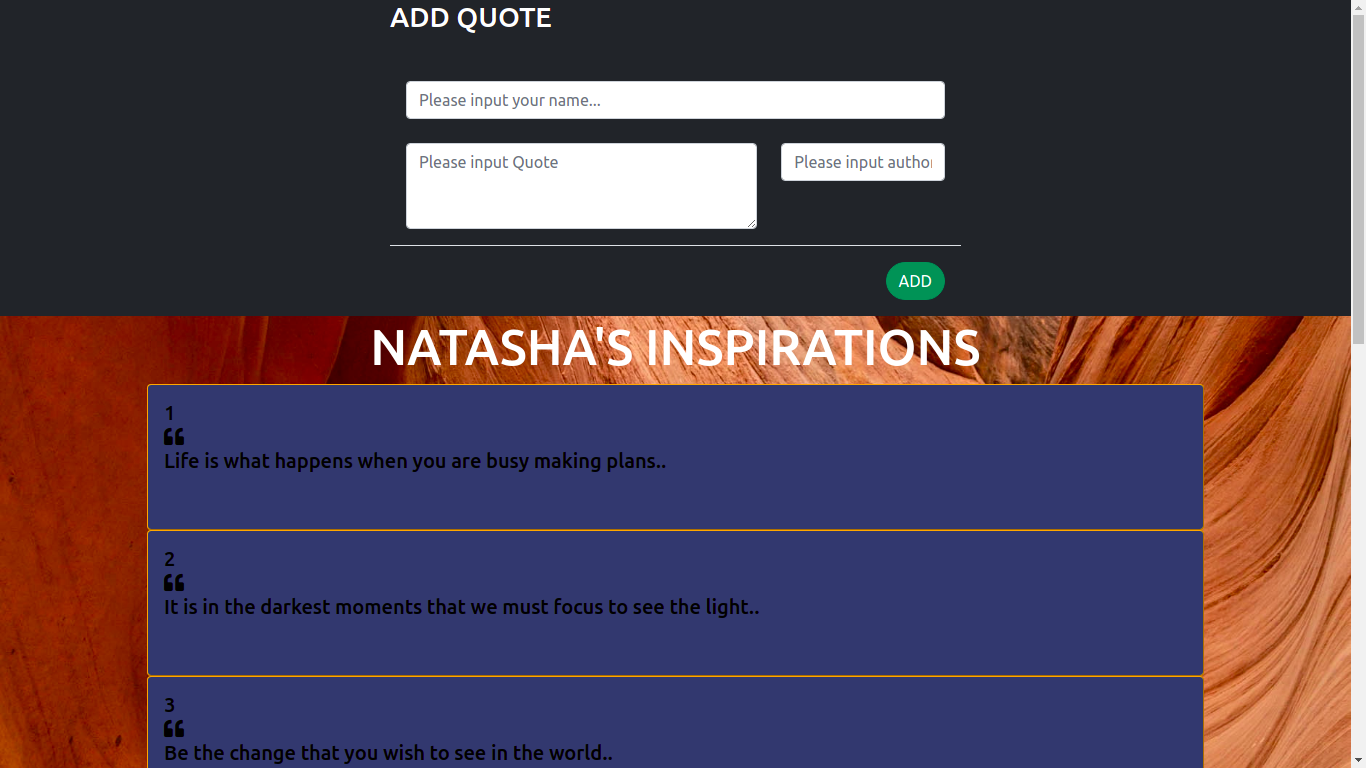 ADD QUOTE
Please input your name...
Please input Quote
Please input author
ADD
NATASHA'S INSPIRATIONS
1
Life is what happens when you are busy making plans..
2
It is in the darkest moments that we must focus to see the light..
3
Be the change that you wish to see in the world..